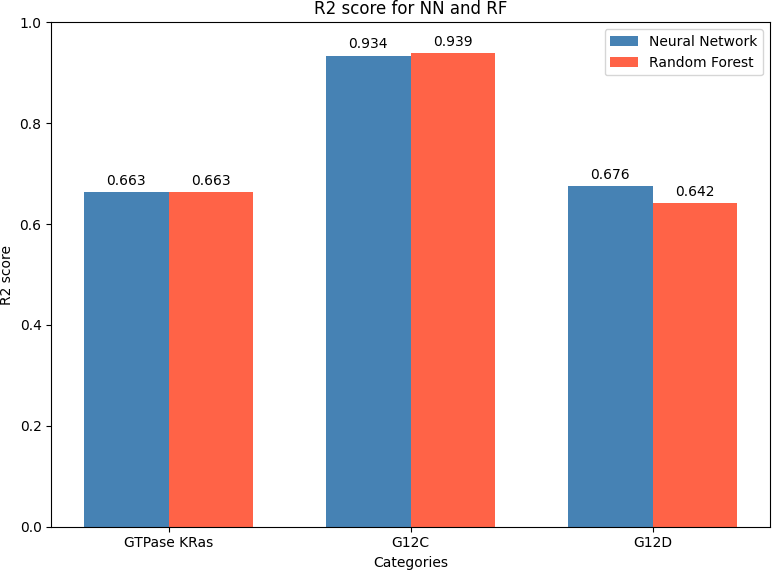 R2 score for NN and RF
1.0
0.8
0.6
0.4
0.2
0.0
R2 score
0.663
0.663
0.934
0.939
0.676
0.642
Neural Network
Random Forest
GTPase KRas
G12C
G12D
Categories